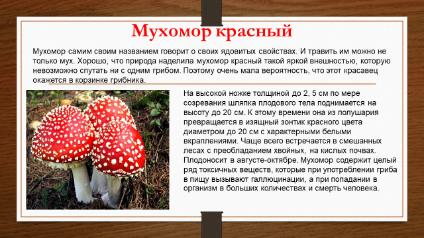 Мухомор красный
Мухомор самим своим названием говорит о своих ядовитых свойствах. И травить им можно не
только мух. Хорошо, что природа наделила мухомор красный такой яркой внешностью, которую
невозможно спутать ни с одним грибом. Поэтому очень мала вероятность, что этот красавец
окажется в корзинке грибника.
На высокой ножке толщиной до 2, 5 см по мере
созревания шляпка плодового тела поднимается на
высоту до 20 см. К этому времени она из полушария
превращается в изящный зонтик красного цвета
диаметром до 20 см с характерными белыми
вкраплениями. Чаще всего встречается в смешанных
лесах с преобладанием хвойных, на кислых почвах.
Плодоносит в августе-октябре. Мухомор содержит целый
ряд токсичных веществ, которые при употреблении гриба
в пищу вызывают галлюцинации, а при попадании в
организм в больших количествах и смерть человека.